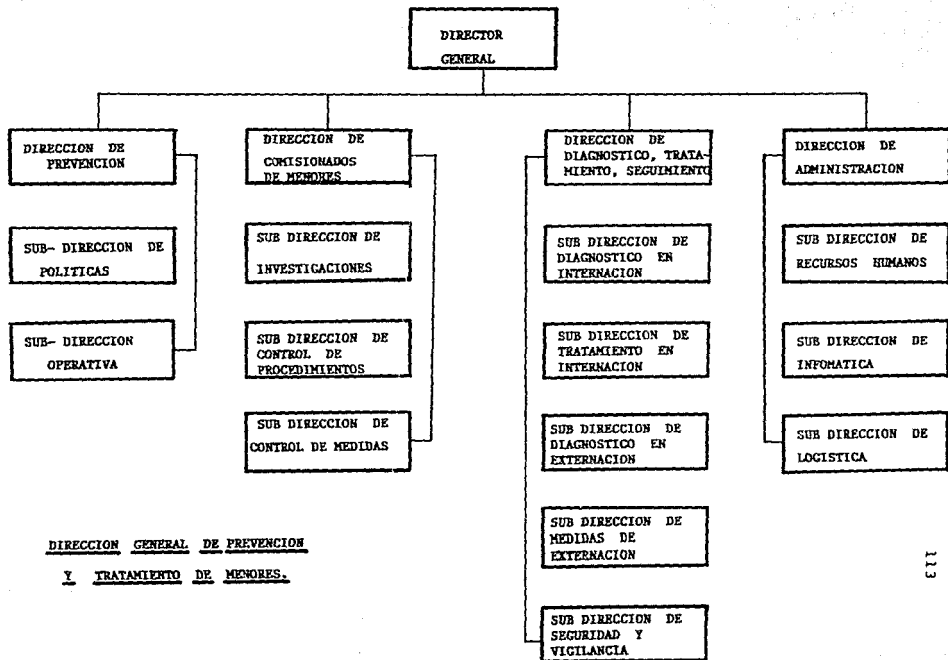 DIRECTOR
GENERAL
DIRECCION DE
PREVENCION
SUB- DIRECCION DE
POLITICAS
SUB- DIRECCION
OPERATIVA
DIRECCION DE
COMISIONADOS
DE MENORES
SUB DIRECCION DE
INVESTIGACIONES
SUB DIRECCION DE
CONTROL DE
PROCEDIMIENTOS
SUB DIRECCION DE
CONTROL DE MEDIDAS
DIRECCION DE
DIAGNOSTICO, TRATA-
MIENTO, SEGUIMIENTO
SUB DIRECCION DE
DIAGNOSTICO EN
INTERNACION
SUB DIRECCION DE
TRATAMIENTO EN
INTERNACION
SUB DIRECCION DE
DIAGNOSTICO EN
EXTERNACION
SUB DIRECCION DE
MEDIDAS DE
EXTERNACION
SUB DIRECCION DE
SEGURIDAD Y
VIGILANCIA
DIRECCION DE
ADMINISTRACION
SUB DIRECCION DE
RECURSOS HUMANOS
SUB DIRECCION DE
INFOMATICA
SUB DIRECCION DE
LOGISTICA
DIRECCION GENERAL DE PREVENCION
Y TRATAMIENTO DE MENORES.
113